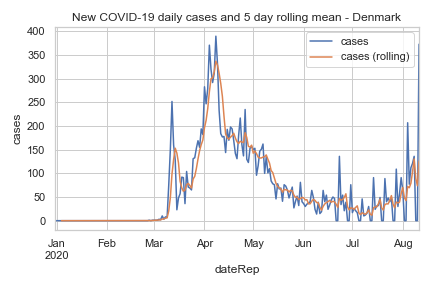 New COVID-19 daily cases and 5 day rolling mean - Denmark
cases
cases (rolling)
400
350
300
250
200
150
100
50
0
cases
Jan Feb Mar Apr May Jun Jul Aug
2020
dateRep